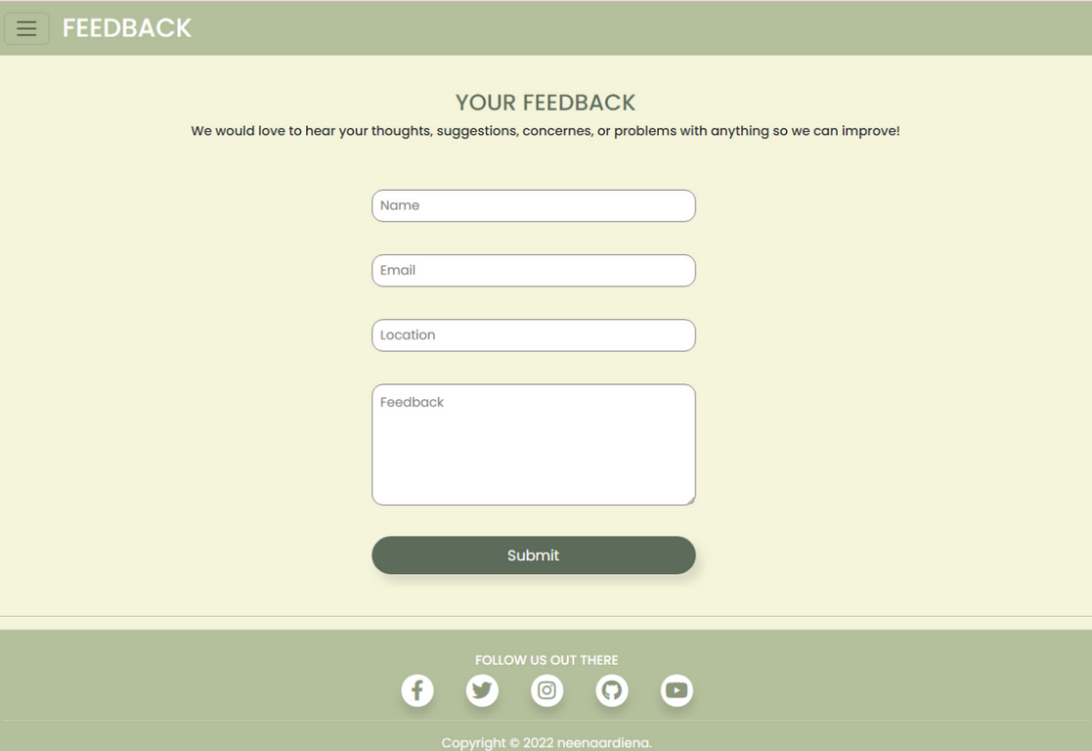 FEEDBACK
YOUR FEEDBACK
We would love to hear your thoughts, suggestions, concernes, or problems with anything so we can improve!
Name
Email
Location
Feedback
Submit
FOLLOW US OUT THERE
Copyright © 2022 neenaardiena.